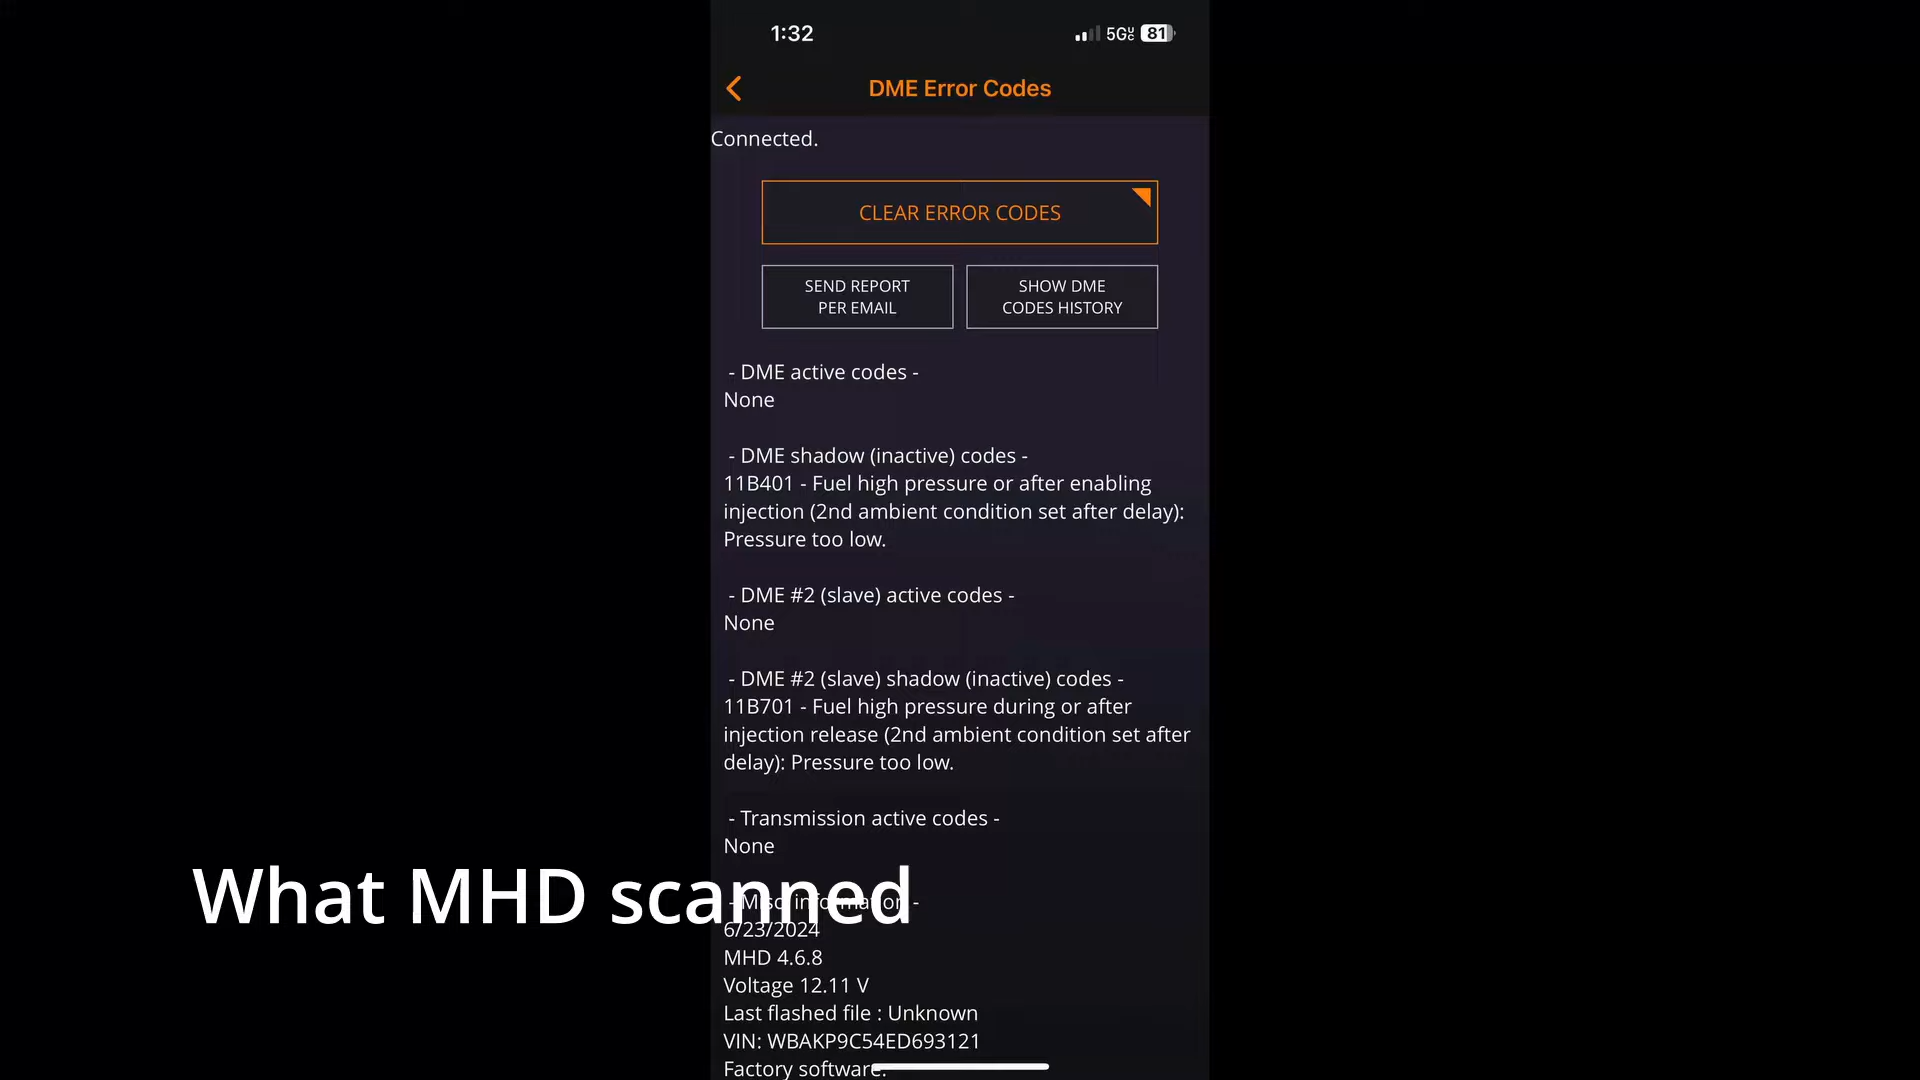 1:32
5GUC 81
DME Error Codes
Connected.
CLEAR ERROR CODES
SEND REPORT
PER EMAIL
SHOW DME
CODES HISTORY
- DME active codes -
None
- DME shadow (inactive) codes -
11B401 - Fuel high pressure or after enabling
injection (2nd ambient condition set after delay):
Pressure too low.
- DME #2 (slave) active codes -
None
- DME #2 (slave) shadow (inactive) codes -
11B701 - Fuel high pressure during or after
injection release (2nd ambient condition set after
delay): Pressure too low.
- Transmission active codes -
None
What MHD scanned
- Misc information -
6/23/2024
MHD 4.6.8
Voltage 12.11 V
Last flashed file : Unknown
VIN: WBAKP9C54ED693121
Factory software: